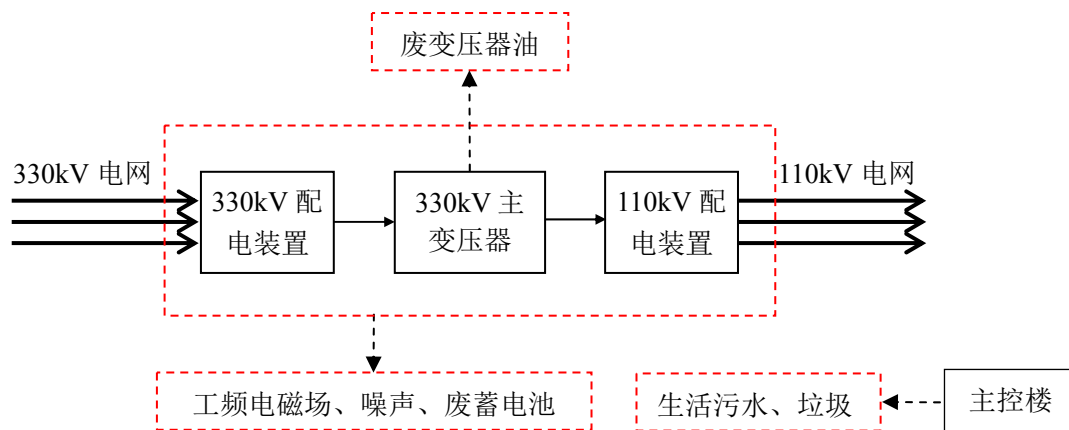 废变压器油
330kV 电网
110kV 电网
330kV 配
电装置
330kV 主
变压器
110kV 配
电装置
工频电磁场、噪声、废蓄电池
生活污水、垃圾
主控楼